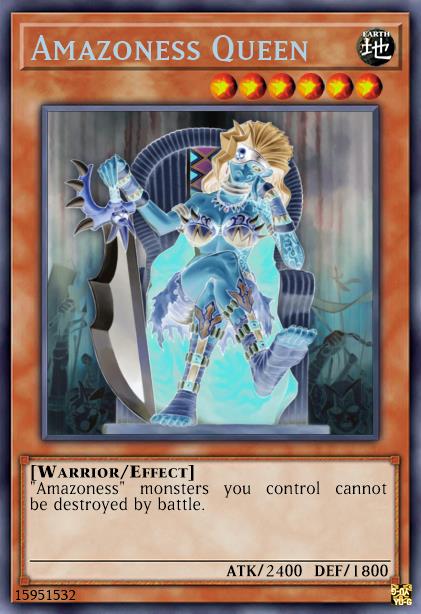 Amazoness Queen
EARTH
地
[Warrior/Effect]
"Amazoness" monsters you control cannot
be destroyed by battle.
ATK/2400 DEF/1800
15951532